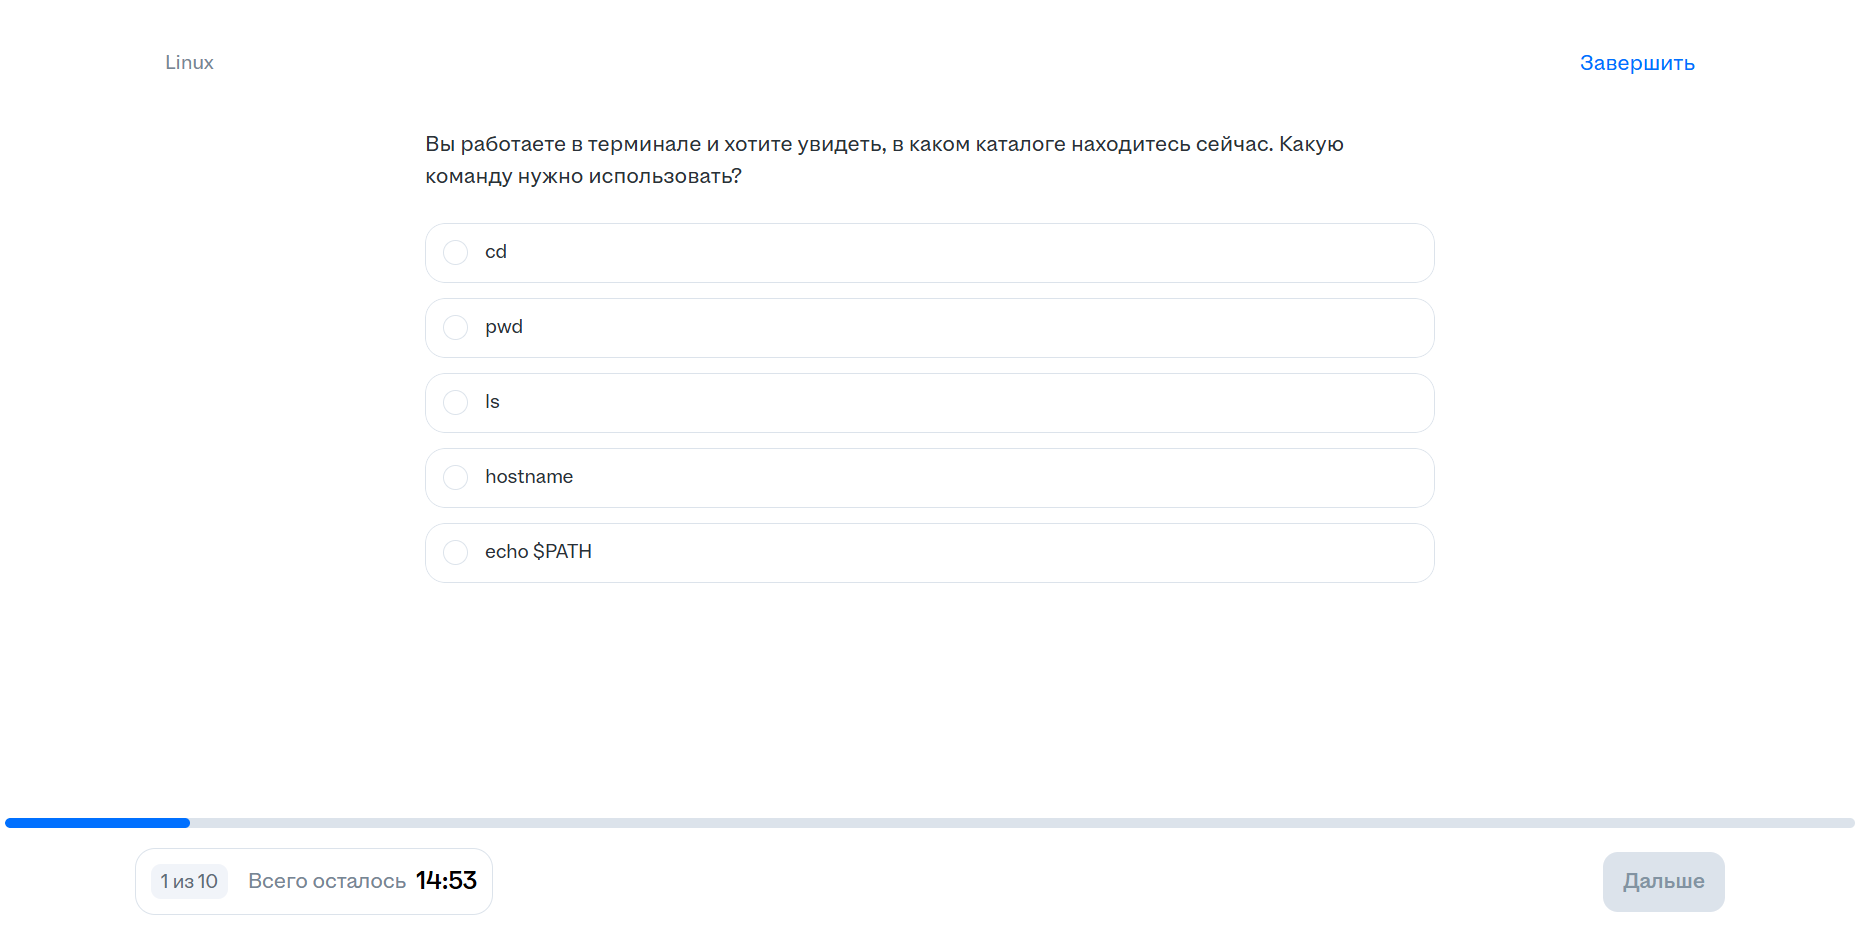 Linux
Завершить
Вы работаете в терминале и хотите увидеть, в каком каталоге находитесь сейчас. Какую
команду нужно использовать?
cd
pwd
ls
hostname
echo $PATH
1 из 10 Всего осталось 14:53
Дальше